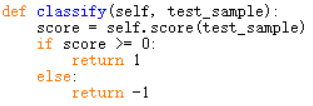 def classify(self, test_sample):
    score = self.score(test_sample)
    if score >= 0:
        return 1
    else:
        return -1